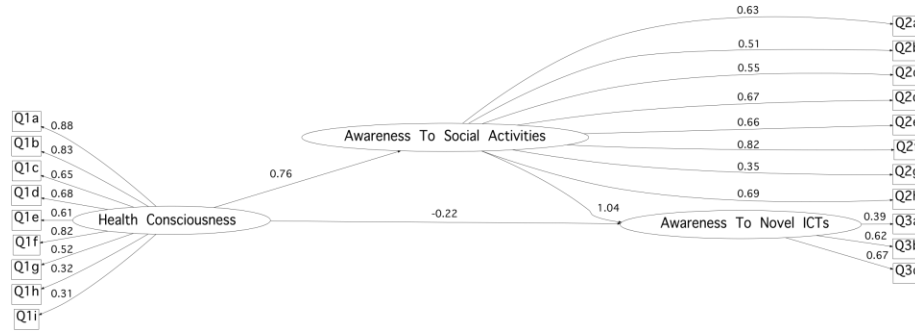 0.63
Q2a
0.51
Q2b
0.55
Q2c
0.67
Q2d
0.66
Q2e
0.82
Q2f
0.35
Q2g
0.69
Q2h
Awareness To Social Activities
0.76
1.04
-0.22
Q1a
0.88
Q1b
0.83
Q1c
0.65
Q1d
0.68
Q1e
0.61
Q1f
0.82
Q1g
0.52
Q1h
0.32
Q1i
0.31
Health Consciousness
Awareness To Novel ICTs
0.39
Q3a
0.62
Q3b
0.67
Q3c